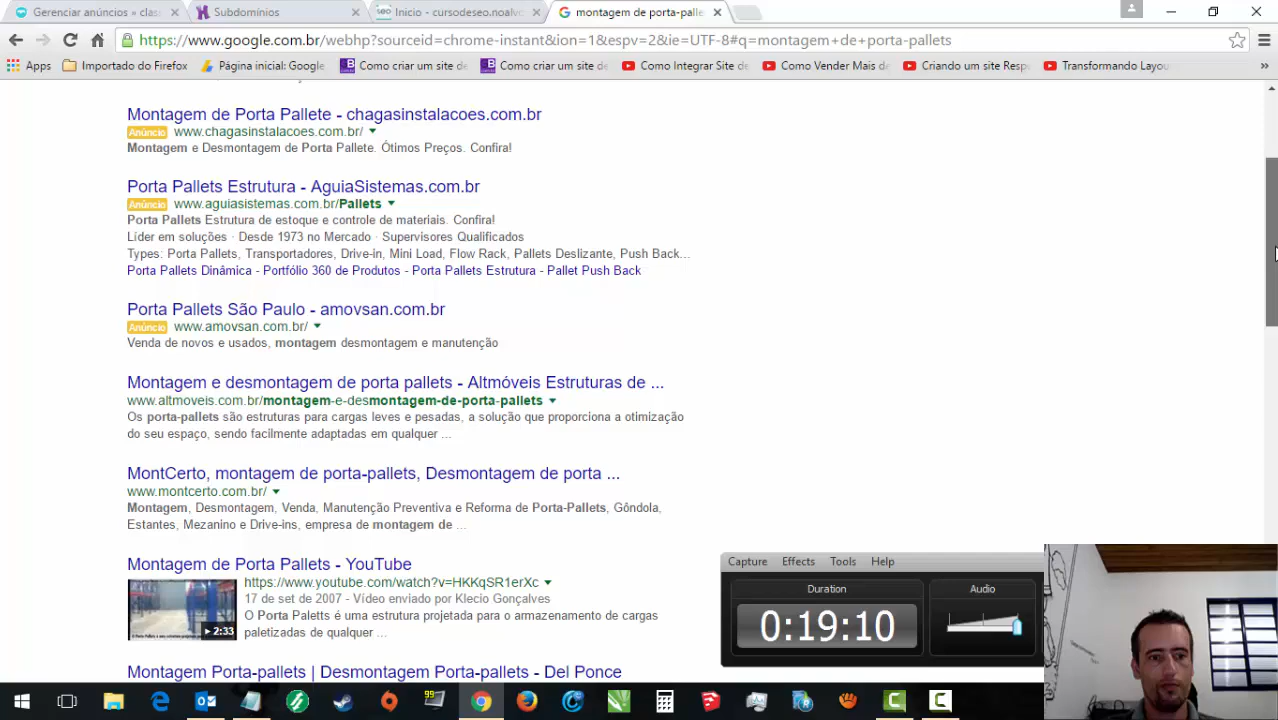 Gerenciar anúncios » clas
Subdomínios
Inicio - cursodeseo.noalvo
montagem de porta-palle
https://www.google.com.br/webhp?sourceid=chrome-instant&ion=1&espv=2&ie=UTF-8#q=montagem+de+porta-pallets
Apps
Importado do Firefox
Página inicial: Google
Como criar um site de
Como criar um site de
Como Integrar Site de
Como Vender Mais da
Criando um site Resp
Transformando Layou
Montagem de Porta Pallete - chagasinstalacoes.com.br
Anúncio www.chagasinstalacoes.com.br/
Montagem e Desmontagem de Porta Pallete. Ótimos Preços. Confira!
Porta Pallets Estrutura - AguiaSistemas.com.br
Anúncio www.aguiasistemas.com.br/Pallets
Porta Pallets Estrutura de estoque e controle de materiais. Confira!
Líder em soluções · Desde 1973 no Mercado · Supervisores Qualificados
Types: Porta Pallets, Transportadores, Drive-in, Mini Load, Flow Rack, Pallets Deslizante, Push Back...
Porta Pallets Dinâmica - Portfólio 360 de Produtos - Porta Pallets Estrutura - Pallet Push Back
Porta Pallets São Paulo - amovsan.com.br
Anúncio www.amovsan.com.br/
Venda de novos e usados, montagem desmontagem e manutenção
Montagem e desmontagem de porta pallets - Altmóveis Estruturas de ...
www.altmoveis.com.br/montagem-e-desmontagem-de-porta-pallets
Os porta-pallets são estruturas para cargas leves e pesadas, a solução que proporciona a otimização
do seu espaço, sendo facilmente adaptadas em qualquer ...
MontCerto, montagem de porta-pallets, Desmontagem de porta ...
www.montcerto.com.br/
Montagem, Desmontagem, Venda, Manutenção Preventiva e Reforma de Porta-Pallets, Gôndola,
Estantes, Mezanino e Drive-ins, empresa de montagem de ...
Montagem de Porta Pallets - YouTube
https://www.youtube.com/watch?v=HKKqSR1erXc
17 de set de 2007 - Vídeo enviado por Klecio Gonçalves
O Porta Paletts é uma estrutura projetada para o armazenamento de cargas
paletizadas de qualquer ...
2:33
Montagem Porta-pallets | Desmontagem Porta-pallets - Del Ponce
Capture Effects Tools Help
Duration
Audio
0:19:10
99